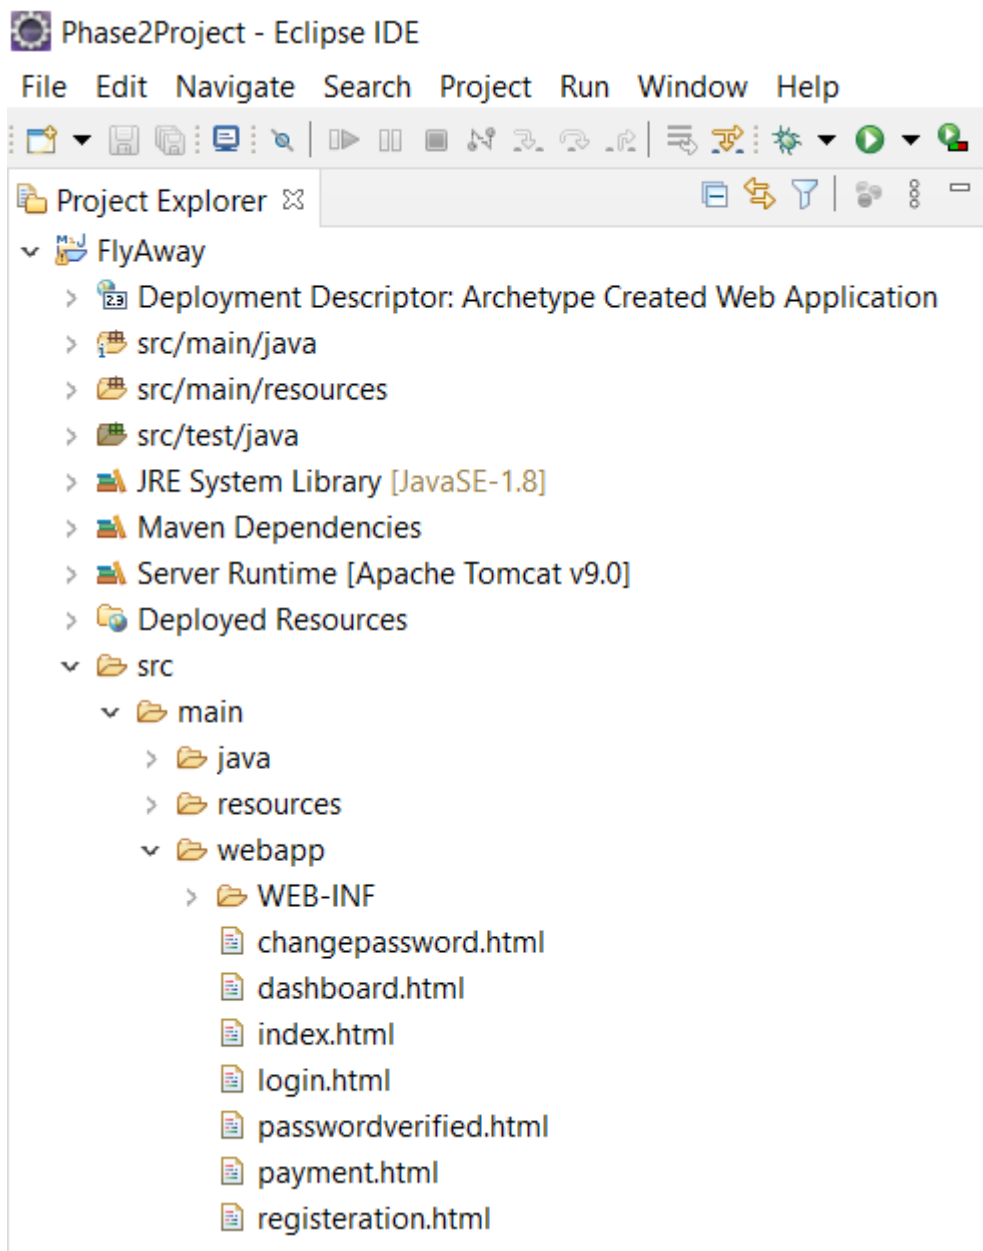 Phase2Project - Eclipse IDE
File Edit Navigate Search Project Run Window Help
Project Explorer
FlyAway
Deployment Descriptor: Archetype Created Web Application
src/main/java
src/main/resources
src/test/java
JRE System Library [JavaSE-1.8]
Maven Dependencies
Server Runtime [Apache Tomcat v9.0]
Deployed Resources
src
main
java
resources
webapp
WEB-INF
changepassword.html
dashboard.html
index.html
login.html
passwordverified.html
payment.html
registeration.html